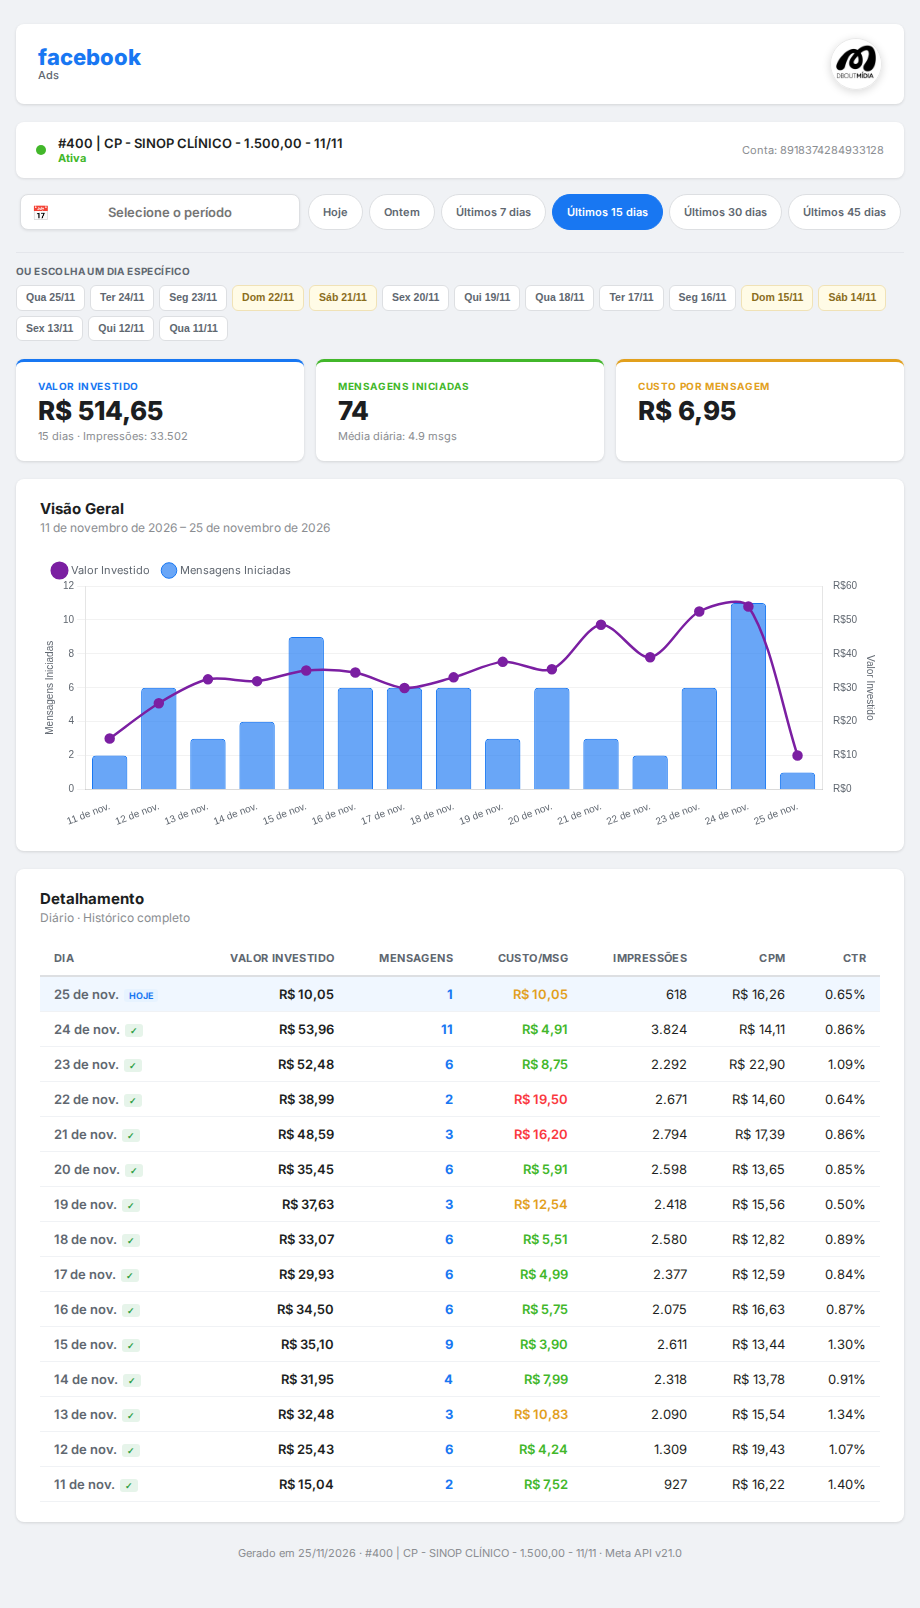 facebook
Ads
DBOUTMÍDIA
#400 | CP - SINOP CLÍNICO - 1.500,00 - 11/11
Ativa
Conta: 8918374284933128
📅 Selecione o período
Hoje Ontem Últimos 7 dias Últimos 15 dias Últimos 30 dias Últimos 45 dias
OU ESCOLHA UM DIA ESPECÍFICO
Qua 25/11 Ter 24/11 Seg 23/11 Dom 22/11 Sáb 21/11 Sex 20/11 Qui 19/11 Qua 18/11 Ter 17/11 Seg 16/11 Dom 15/11 Sáb 14/11
Sex 13/11 Qui 12/11 Qua 11/11
VALOR INVESTIDO
R$ 514,65
15 dias · Impressões: 33.502
MENSAGENS INICIADAS
74
Média diária: 4.9 msgs
CUSTO POR MENSAGEM
R$ 6,95
Visão Geral
11 de novembro de 2026 – 25 de novembro de 2026
Valor Investido Mensagens Iniciadas
Mensagens Iniciadas
12
10
8
6
4
2
0
R$60
R$50
R$40
R$30
R$20
R$10
R$0
Valor Investido
11 de nov. 12 de nov. 13 de nov. 14 de nov. 15 de nov. 16 de nov. 17 de nov. 18 de nov. 19 de nov. 20 de nov. 21 de nov. 22 de nov. 23 de nov. 24 de nov. 25 de nov.
Detalhamento
Diário · Histórico completo
DIA VALOR INVESTIDO MENSAGENS CUSTO/MSG IMPRESSÕES CPM CTR
25 de nov. HOJE R$ 10,05 1 R$ 10,05 618 R$ 16,26 0.65%
24 de nov. ✓ R$ 53,96 11 R$ 4,91 3.824 R$ 14,11 0.86%
23 de nov. ✓ R$ 52,48 6 R$ 8,75 2.292 R$ 22,90 1.09%
22 de nov. ✓ R$ 38,99 2 R$ 19,50 2.671 R$ 14,60 0.64%
21 de nov. ✓ R$ 48,59 3 R$ 16,20 2.794 R$ 17,39 0.86%
20 de nov. ✓ R$ 35,45 6 R$ 5,91 2.598 R$ 13,65 0.85%
19 de nov. ✓ R$ 37,63 3 R$ 12,54 2.418 R$ 15,56 0.50%
18 de nov. ✓ R$ 33,07 6 R$ 5,51 2.580 R$ 12,82 0.89%
17 de nov. ✓ R$ 29,93 6 R$ 4,99 2.377 R$ 12,59 0.84%
16 de nov. ✓ R$ 34,50 6 R$ 5,75 2.075 R$ 16,63 0.87%
15 de nov. ✓ R$ 35,10 9 R$ 3,90 2.611 R$ 13,44 1.30%
14 de nov. ✓ R$ 31,95 4 R$ 7,99 2.318 R$ 13,78 0.91%
13 de nov. ✓ R$ 32,48 3 R$ 10,83 2.090 R$ 15,54 1.34%
12 de nov. ✓ R$ 25,43 6 R$ 4,24 1.309 R$ 19,43 1.07%
11 de nov. ✓ R$ 15,04 2 R$ 7,52 927 R$ 16,22 1.40%
Gerado em 25/11/2026 · #400 | CP - SINOP CLÍNICO - 1.500,00 - 11/11 · Meta API v21.0